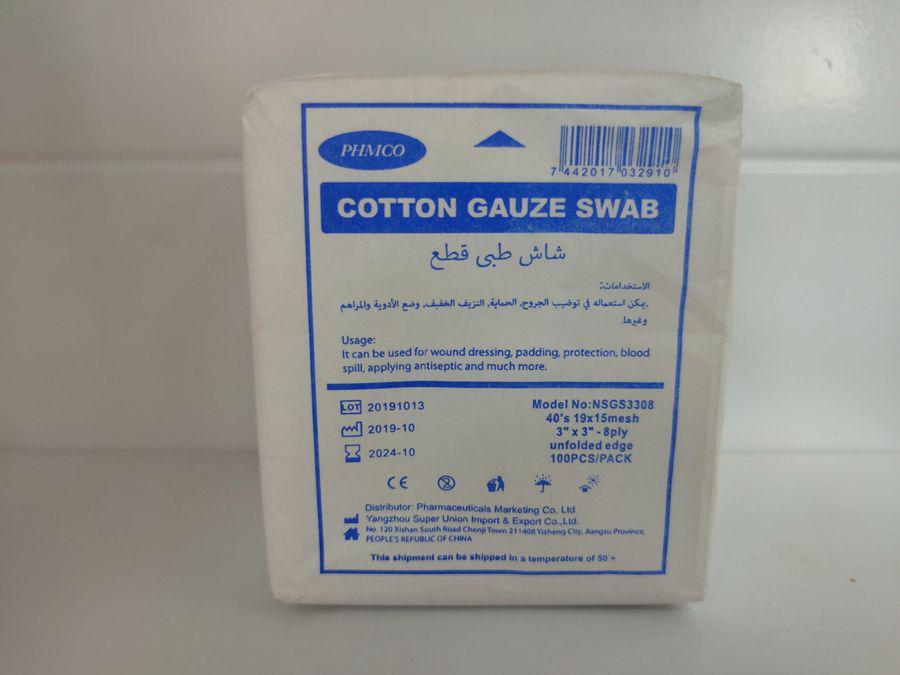 PHMCO
7 442017 032910
COTTON GAUZE SWAB
شاش طبي قطع
الاستخدامات:
يمكن استعماله في توضيب الجروح, الحماية, النزيف الخفيف, وضع الأدوية والمراهم
وغيرها.
Usage:
It can be used for wound dressing, padding, protection, blood
spill, applying antiseptic and much more.
LOT 20191013
2019-10
2024-10
Model No:NSGS3308
40's 19x15mesh
3" x 3" - 8ply
unfolded edge
100PCS/PACK
CE
Distributor: Pharmaceuticals Marketing Co. Ltd
Yangzhou Super Union Import & Export Co.,Ltd.
No. 120 Xishan South Road Chenji Town 211408 Yizheng City, Jiangsu Province,
PEOPLE'S REPUBLIC OF CHINA
This shipment can be shipped in a temperature of 50°+